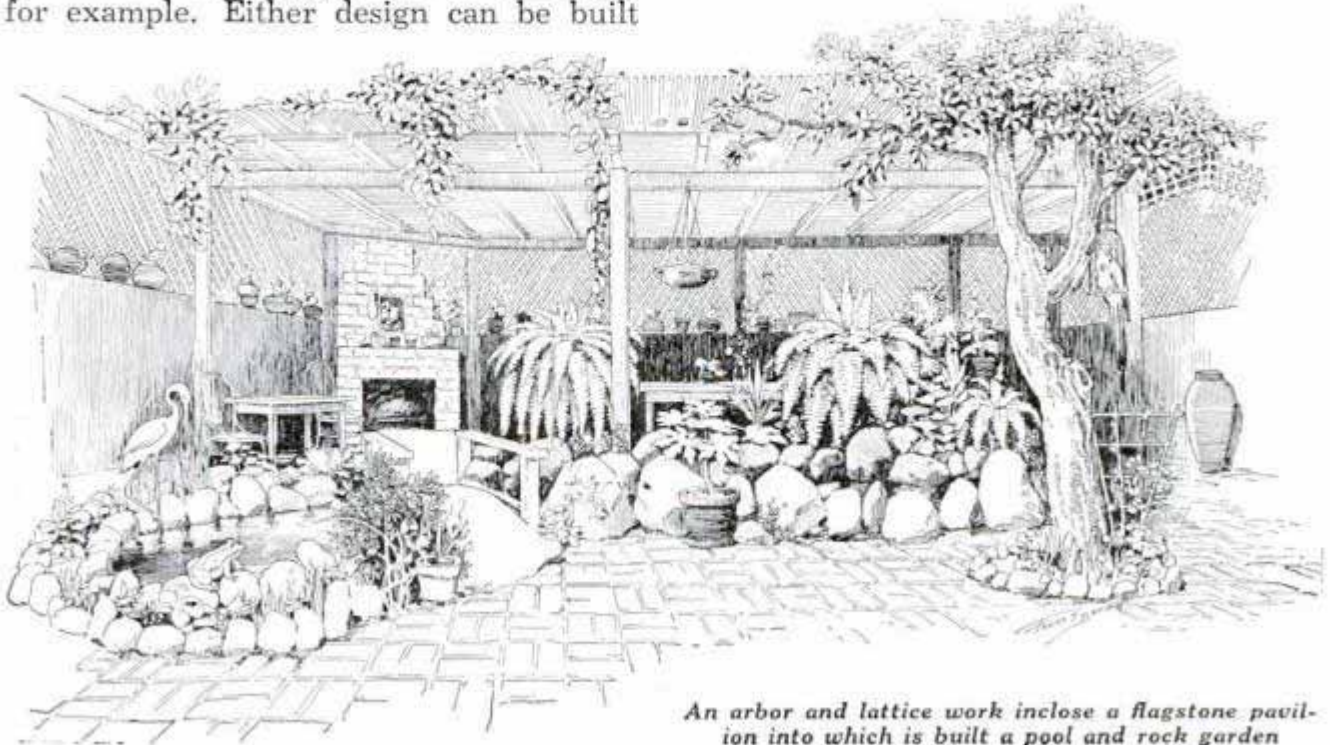 for example. Either design can be built
An arbor and lattice work inclose a flagstone pavil-
ion into which is built a pool and rock garden